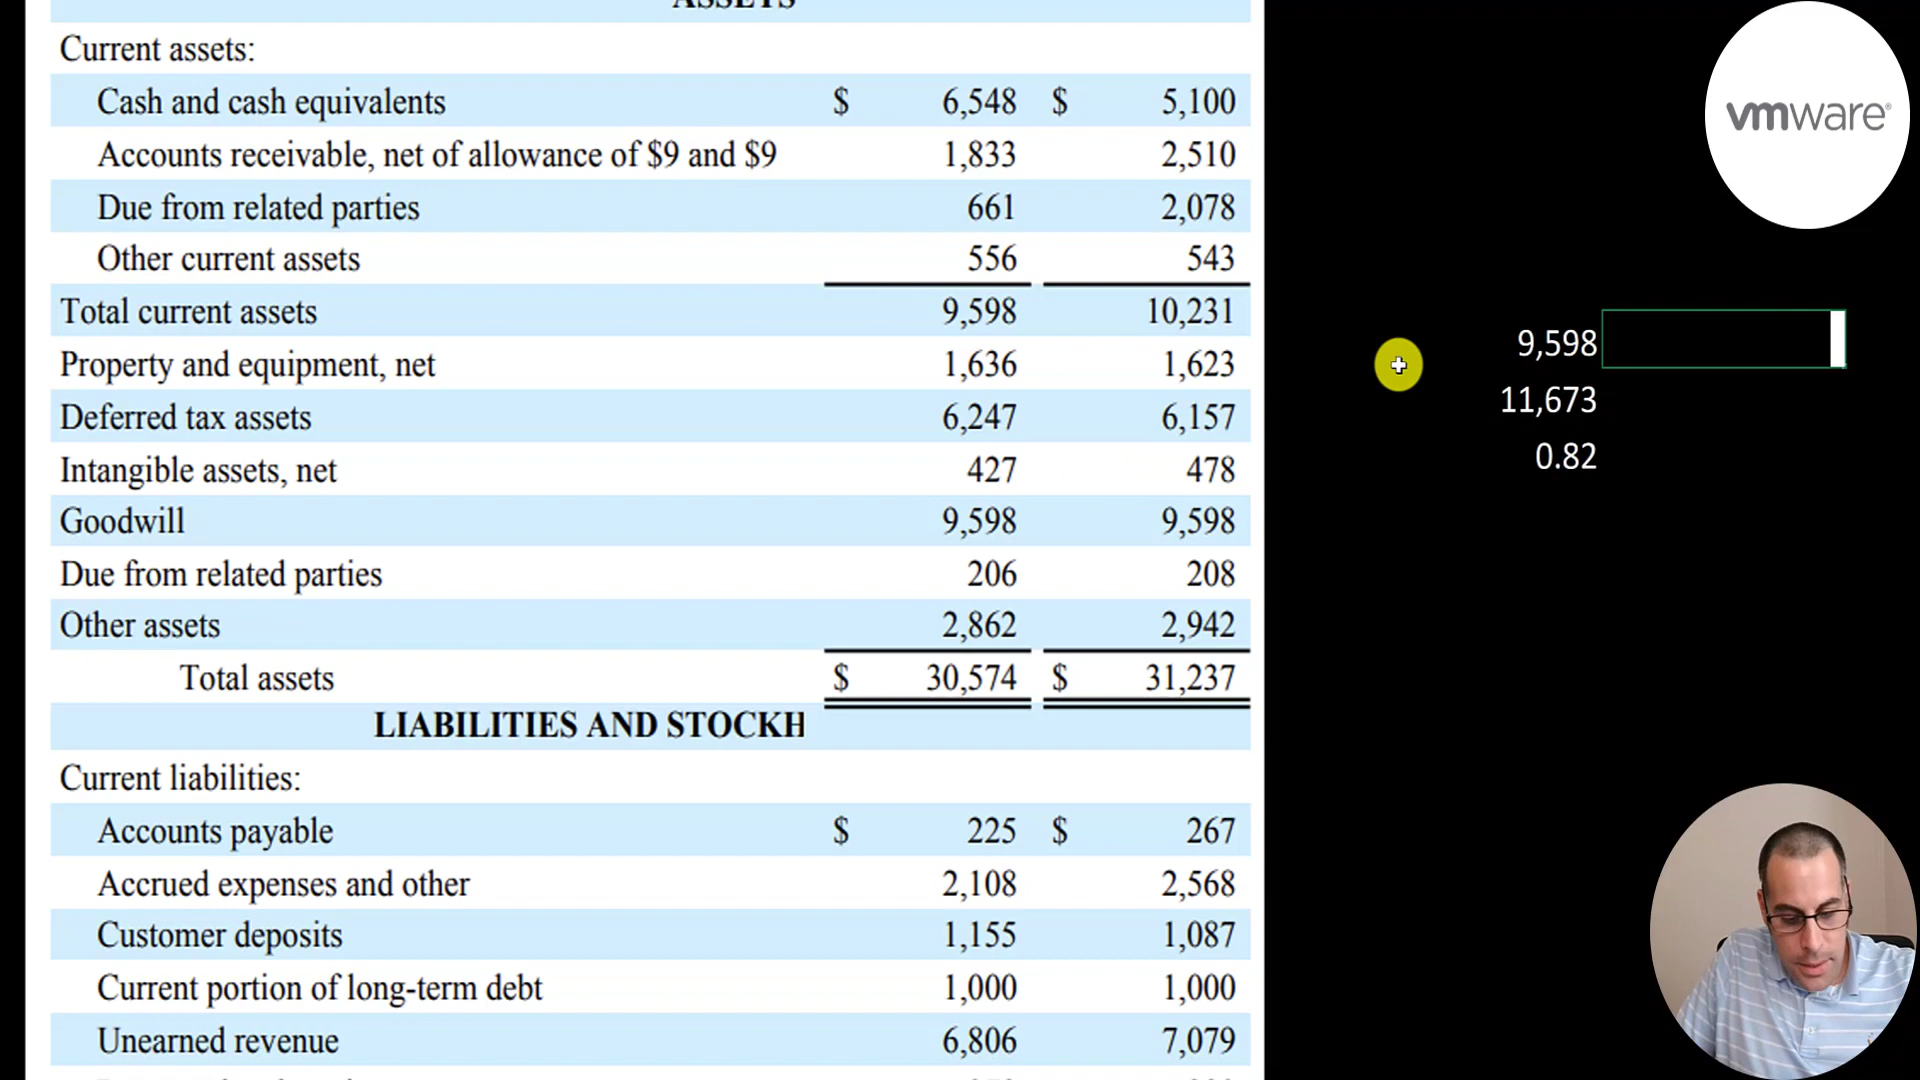 ASSETS
Current assets:
Cash and cash equivalents $ 6,548 $ 5,100
Accounts receivable, net of allowance of $9 and $9 1,833 2,510
Due from related parties 661 2,078
Other current assets 556 543
Total current assets 9,598 10,231
Property and equipment, net 1,636 1,623
Deferred tax assets 6,247 6,157
Intangible assets, net 427 478
Goodwill 9,598 9,598
Due from related parties 206 208
Other assets 2,862 2,942
Total assets $ 30,574 $ 31,237
LIABILITIES AND STOCKH
Current liabilities:
Accounts payable $ 225 $ 267
Accrued expenses and other 2,108 2,568
Customer deposits 1,155 1,087
Current portion of long-term debt 1,000 1,000
Unearned revenue 6,806 7,079
vmware®
9,598
11,673
0.82